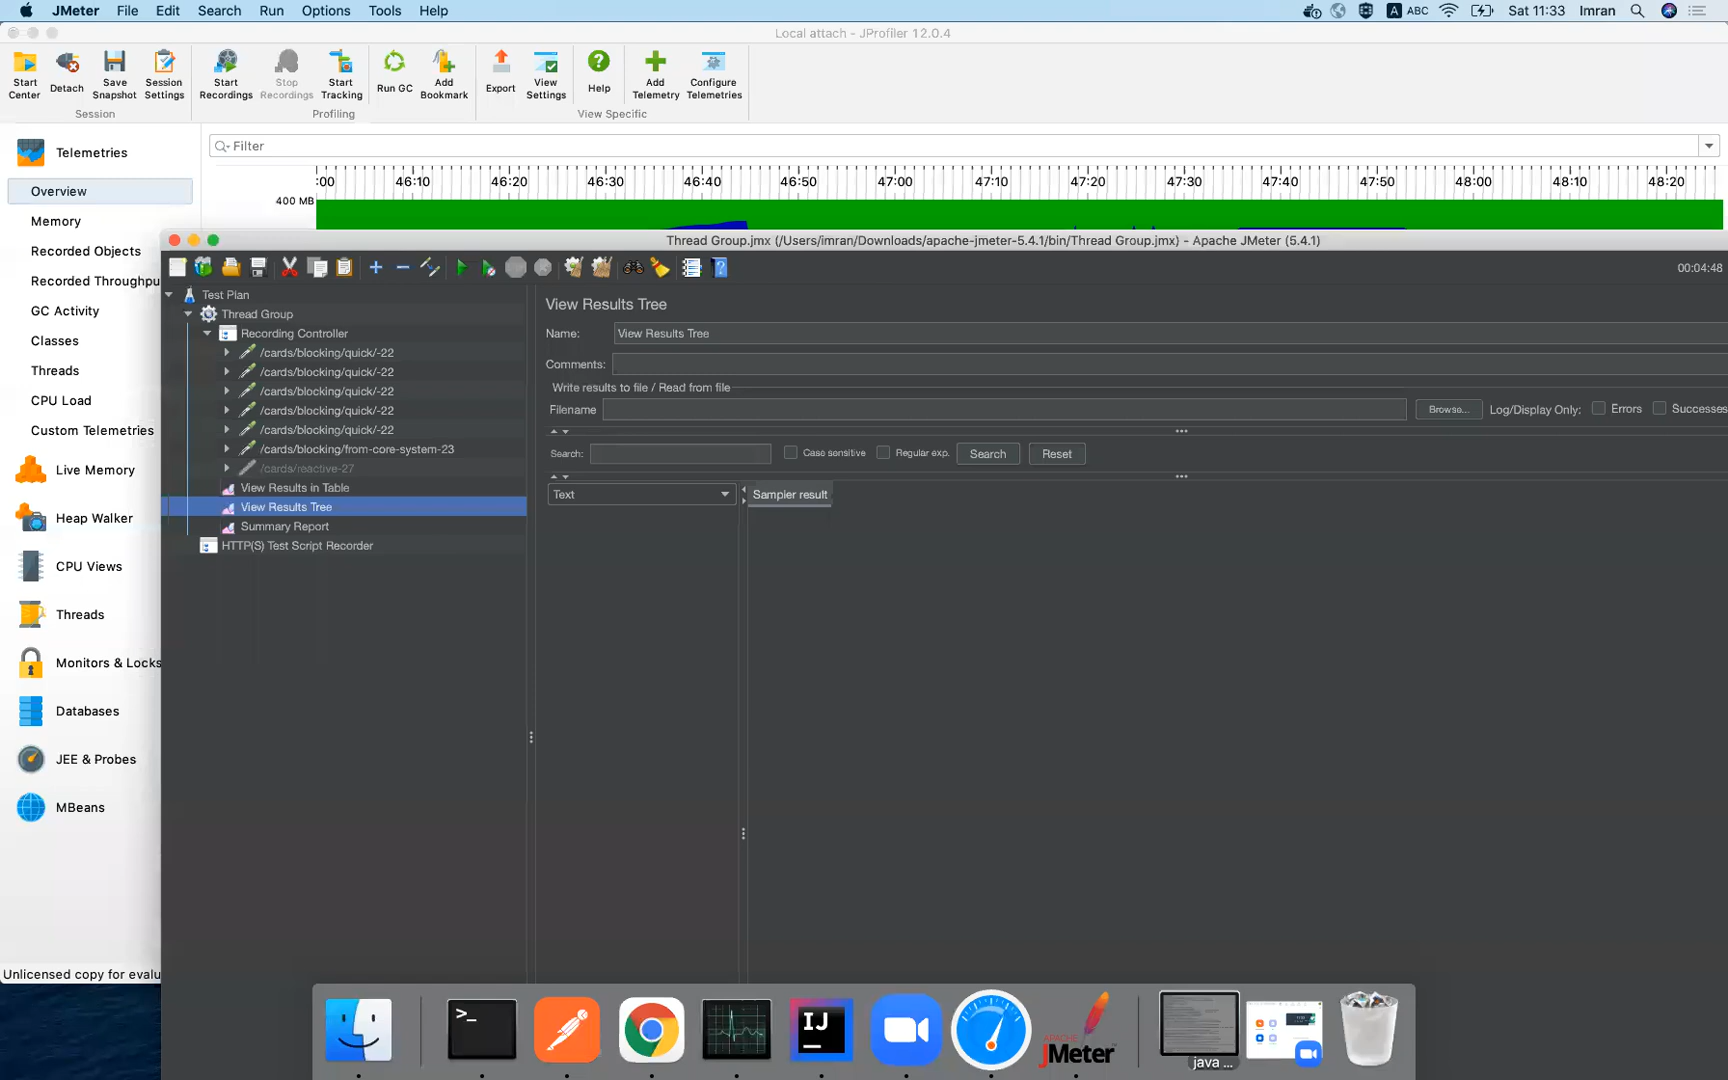 JMeter File Edit Search Run Options Tools Help
A ABC Sat 11:33 Imran
Local attach - JProfiler 12.0.4
Start Center
Detach
Save Snapshot
Session Settings
Start Recordings
Stop Recordings
Start Tracking
Run GC
Add Bookmark
Export
View Settings
Help
Add Telemetry
Configure Telemetries
Session
Profiling
View Specific
Telemetries
Filter
:00 46:10 46:20 46:30 46:40 46:50 47:00 47:10 47:20 47:30 47:40 47:50 48:00 48:10 48:20
400 MB
Overview
Memory
Recorded Objects
Recorded Throughpu
GC Activity
Classes
Threads
CPU Load
Custom Telemetries
Live Memory
Heap Walker
CPU Views
Threads
Monitors & Locks
Databases
JEE & Probes
MBeans
Unlicensed copy for evalu
Thread Group.jmx (/Users/imran/Downloads/apache-jmeter-5.4.1/bin/Thread Group.jmx) - Apache JMeter (5.4.1)
00:04:48
Test Plan
Thread Group
Recording Controller
/cards/blocking/quick/-22
/cards/blocking/quick/-22
/cards/blocking/quick/-22
/cards/blocking/quick/-22
/cards/blocking/quick/-22
/cards/blocking/from-core-system-23
/cards/reactive-27
View Results in Table
View Results Tree
Summary Report
HTTP(S) Test Script Recorder
View Results Tree
Name: View Results Tree
Comments:
Write results to file / Read from file
Filename Browse... Log/Display Only: Errors Successes
Search: Case sensitive Regular exp. Search Reset
Text Sampler result
>_
IJ
APACHE
JMeter
java ...